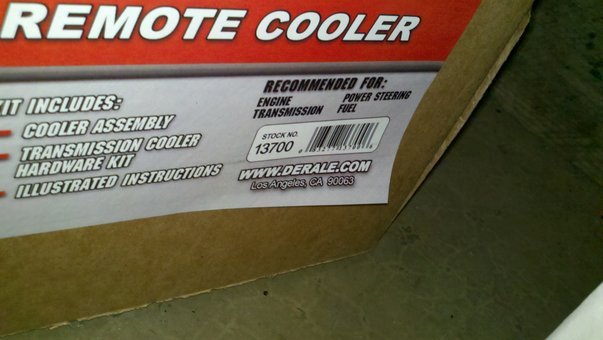 REMOTE COOLER
RECOMMENDED FOR:
ENGINE POWER STEERING
TRANSMISSION FUEL
KIT INCLUDES:
COOLER ASSEMBLY
TRANSMISSION COOLER
HARDWARE KIT
ILLUSTRATED INSTRUCTIONS
STOCK NO.
13700
WWW.DERALE.COM
Los Angeles, CA 90063